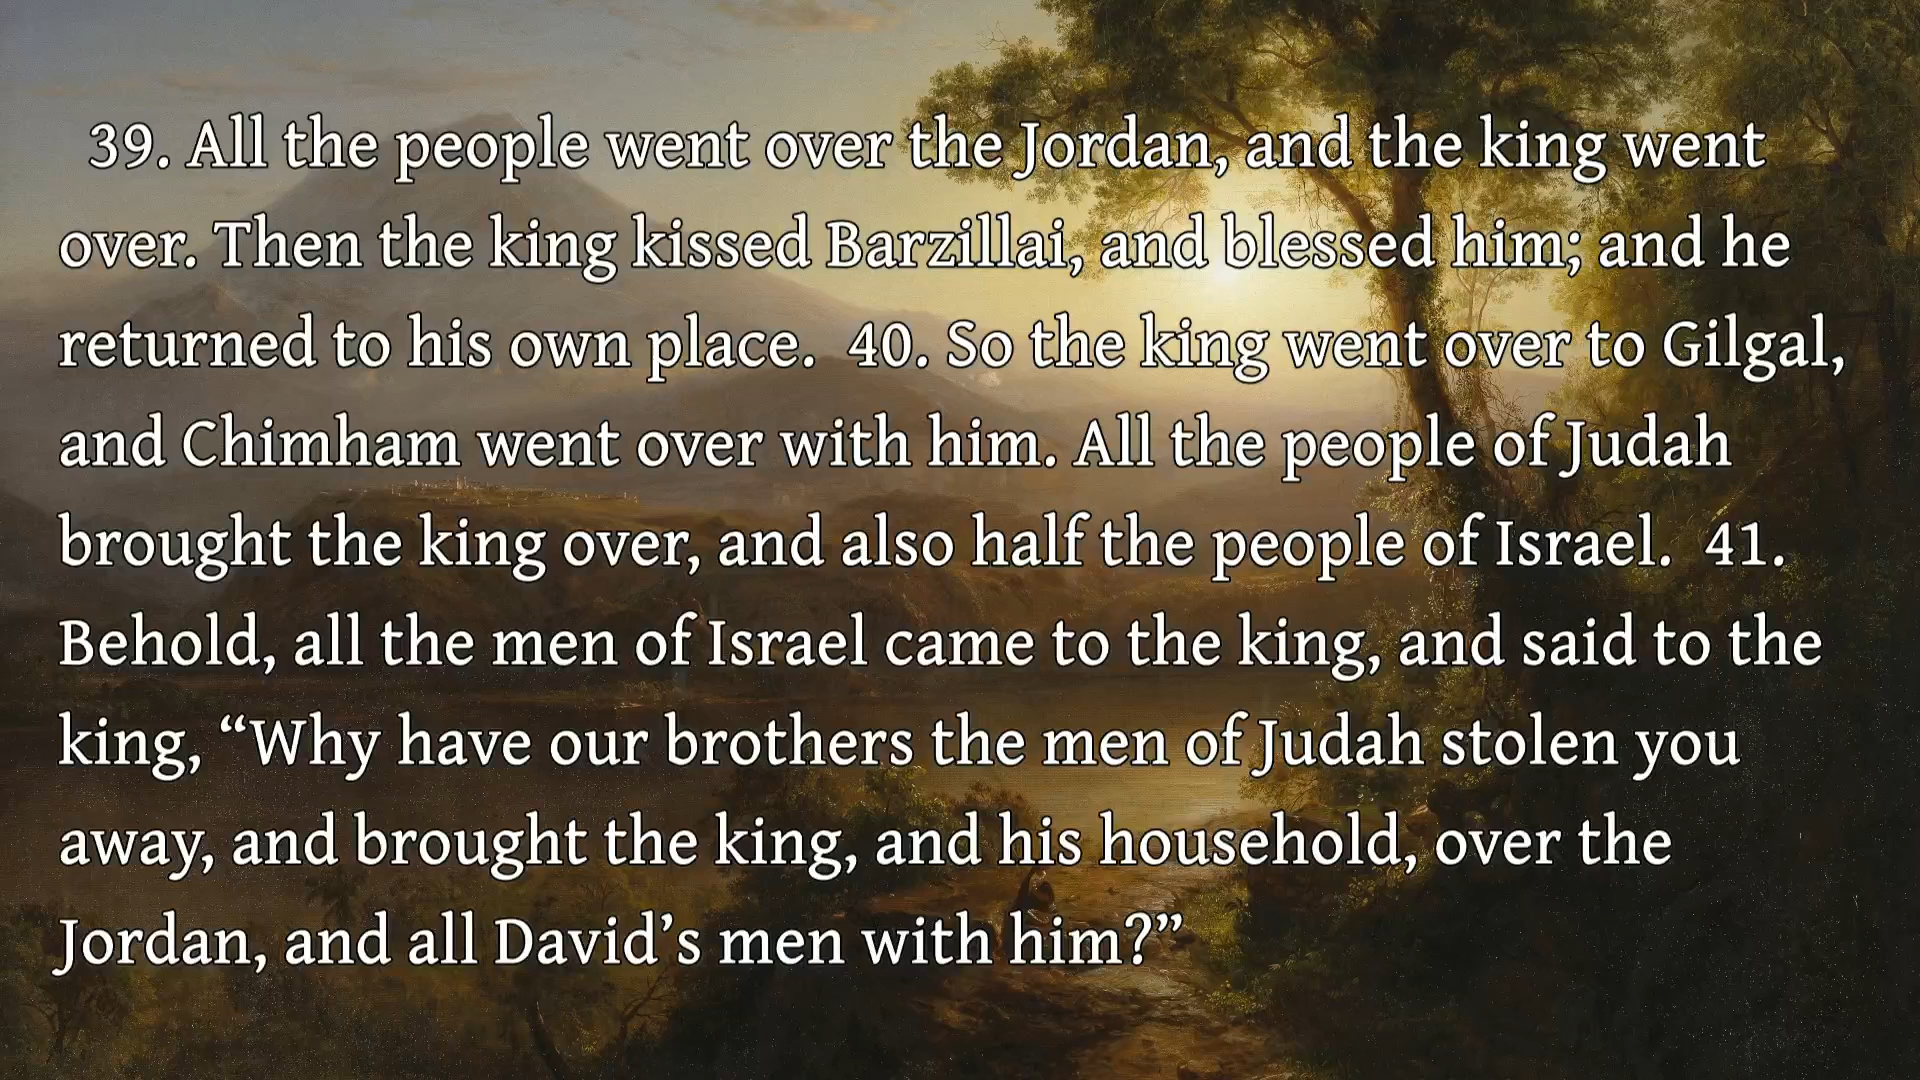 39. All the people went over the Jordan, and the king went
over. Then the king kissed Barzillai, and blessed him; and he
returned to his own place.  40. So the king went over to Gilgal,
and Chimham went over with him. All the people of Judah
brought the king over, and also half the people of Israel.  41.
Behold, all the men of Israel came to the king, and said to the
king, “Why have our brothers the men of Judah stolen you
away, and brought the king, and his household, over the
Jordan, and all David’s men with him?”